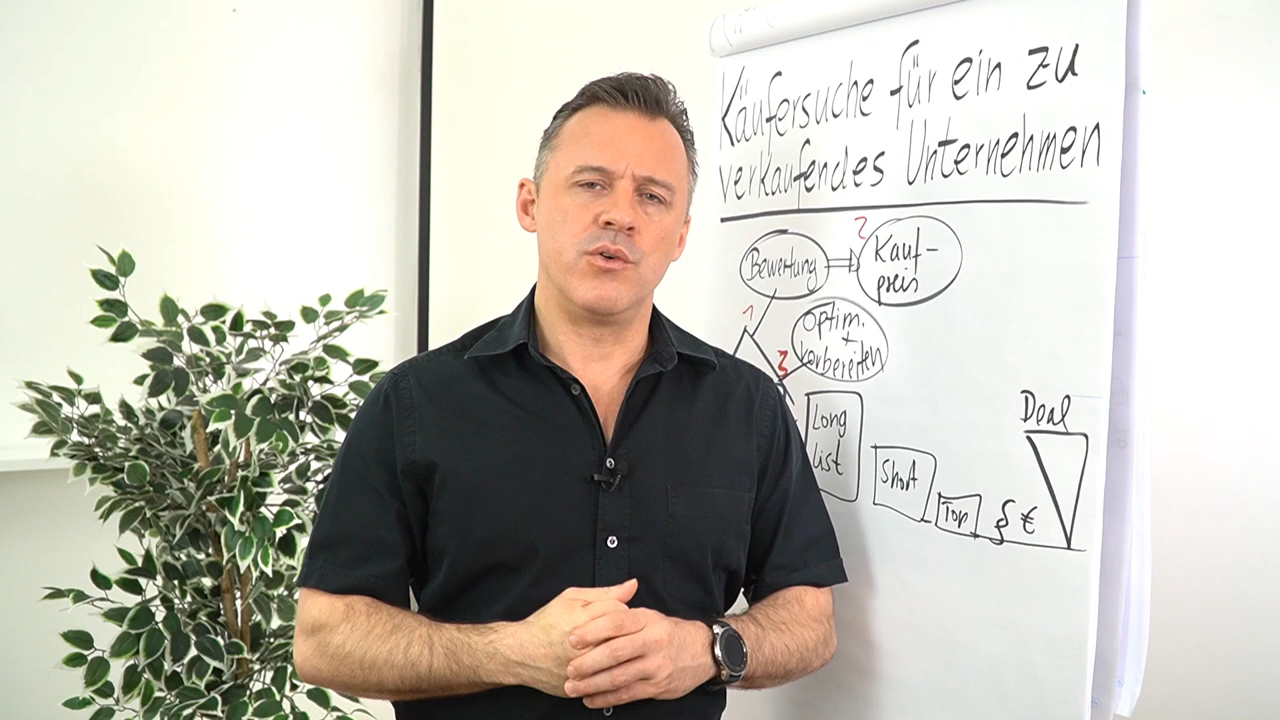 Käufersuche für ein zu
verkaufendes Unternehmen
Bewertung
2
Kauf-
preis
1
Optim.
+
vorbereiten
3
Long
list
Short
Top
§ €
Deal